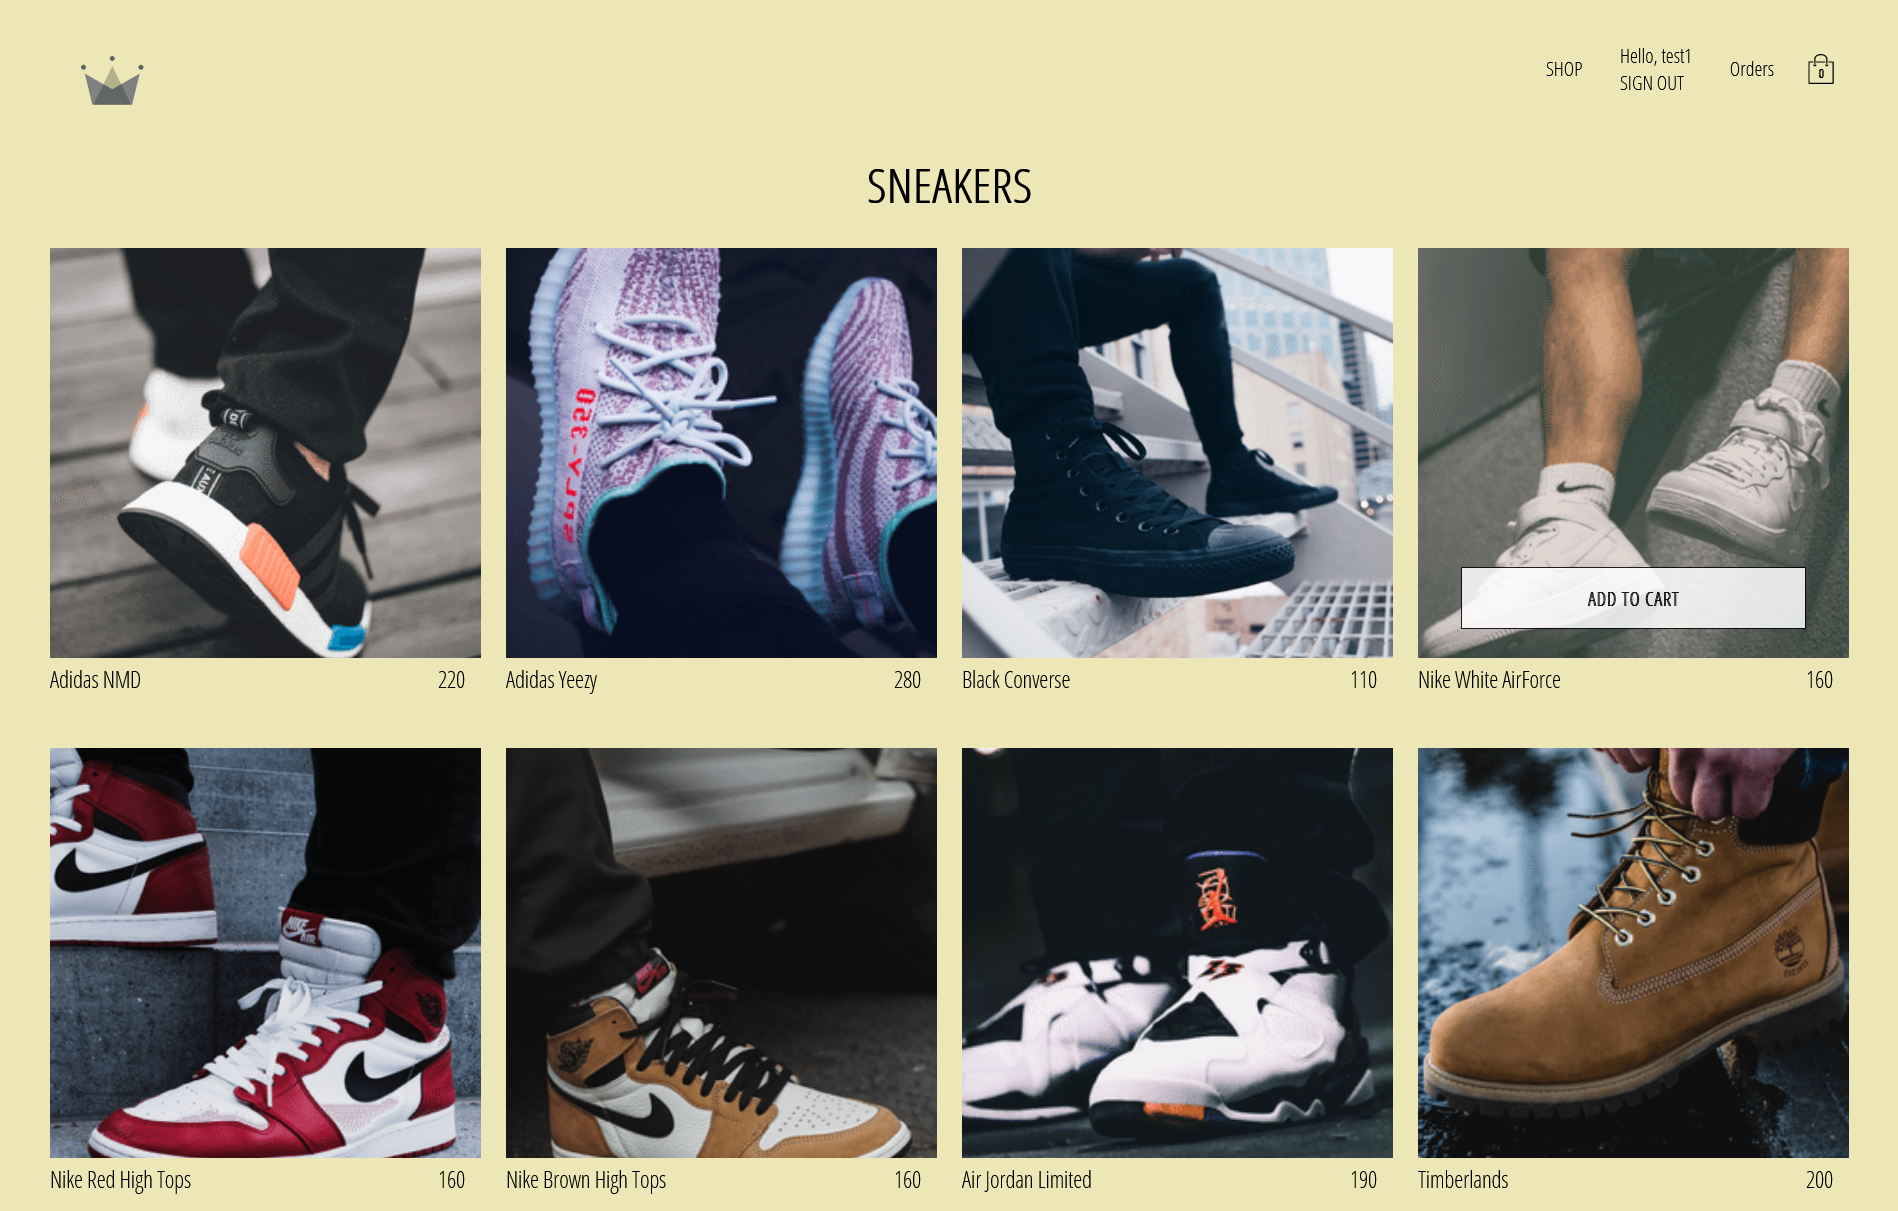 SHOP
Hello, test1
SIGN OUT
Orders
0
SNEAKERS
ADD TO CART
Adidas NMD 220
Adidas Yeezy 280
Black Converse 110
Nike White AirForce 160
NIKE
AIR
Nike Red High Tops 160
Nike Brown High Tops 160
Air Jordan Limited 190
Timberlands 200